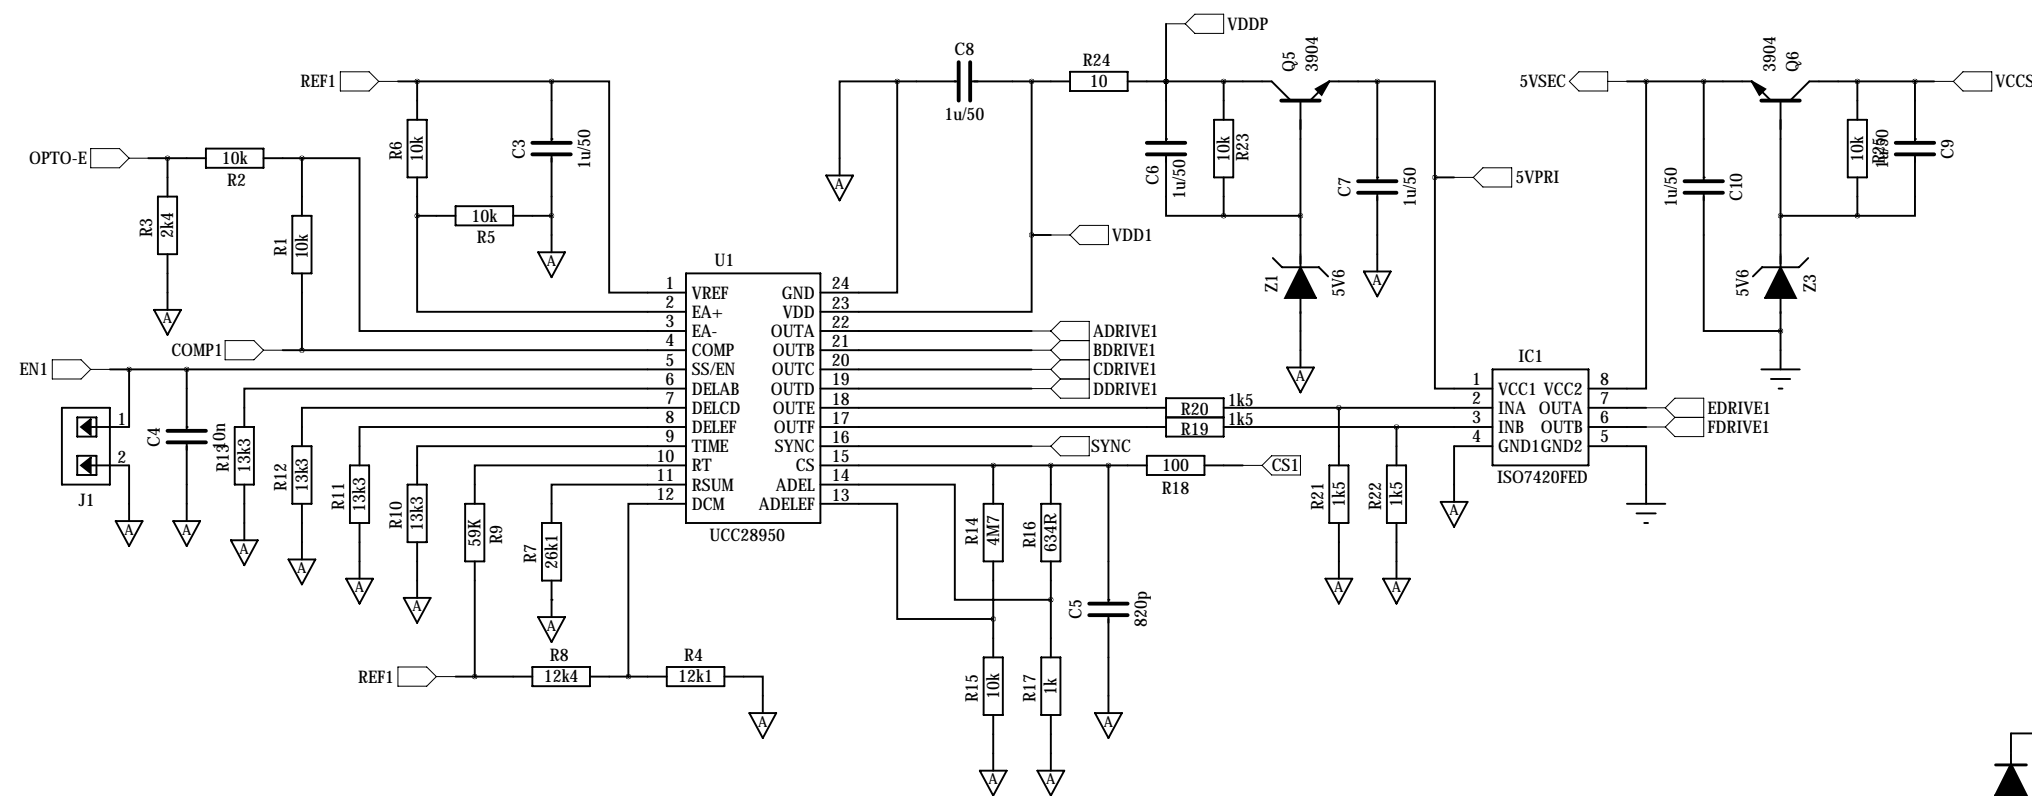 VDDP
C8
1u/50
R24
10
Q5
3904
3904
Q6
REF1
5VSEC
VCCS
R6
10k
C3
1u/50
OPTO-E
10k
R2
R3
2k4
R1
10k
10k
R5
A
A
A
C6
1u/50
10k
R23
C7
1u/50
5VPRI
1u/50
C10
10k
C9
VDD1
Z1
5V6
A
A
5V6
Z3
U1
1 VREF GND 24
2 EA+ VDD 23
3 EA- OUTA 22 ADRIVE1
COMP1 4 COMP OUTB 21 BDRIVE1
EN1 5 SS/EN OUTC 20 CDRIVE1
6 DELAB OUTD 19 DDRIVE1
7 DELCD OUTE 18 R20 1k5
8 DELEF OUTF 17 R19 1k5
9 TIME SYNC 16 SYNC
10 RT CS 15 100 CS1
R18
11 RSUM ADEL 14
12 DCM ADELEF 13
UCC28950
IC1
1 VCC1 VCC2 8
2 INA OUTA 7 EDRIVE1
3 INB OUTB 6 FDRIVE1
4 GND1 GND2 5
ISO7420FED
1
2
J1
C4
10n
R13
13k3
R12
13k3
R11
13k3
R10
13k3
59K
R9
R7
26k1
R14
4M7
R16
634R
R21
1k5
R22
1k5
A
A
A
A
A
A
A
A
A
A
C5
820p
REF1
R8
12k4
R4
12k1
A
R15
10k
R17
1k
A
A
A